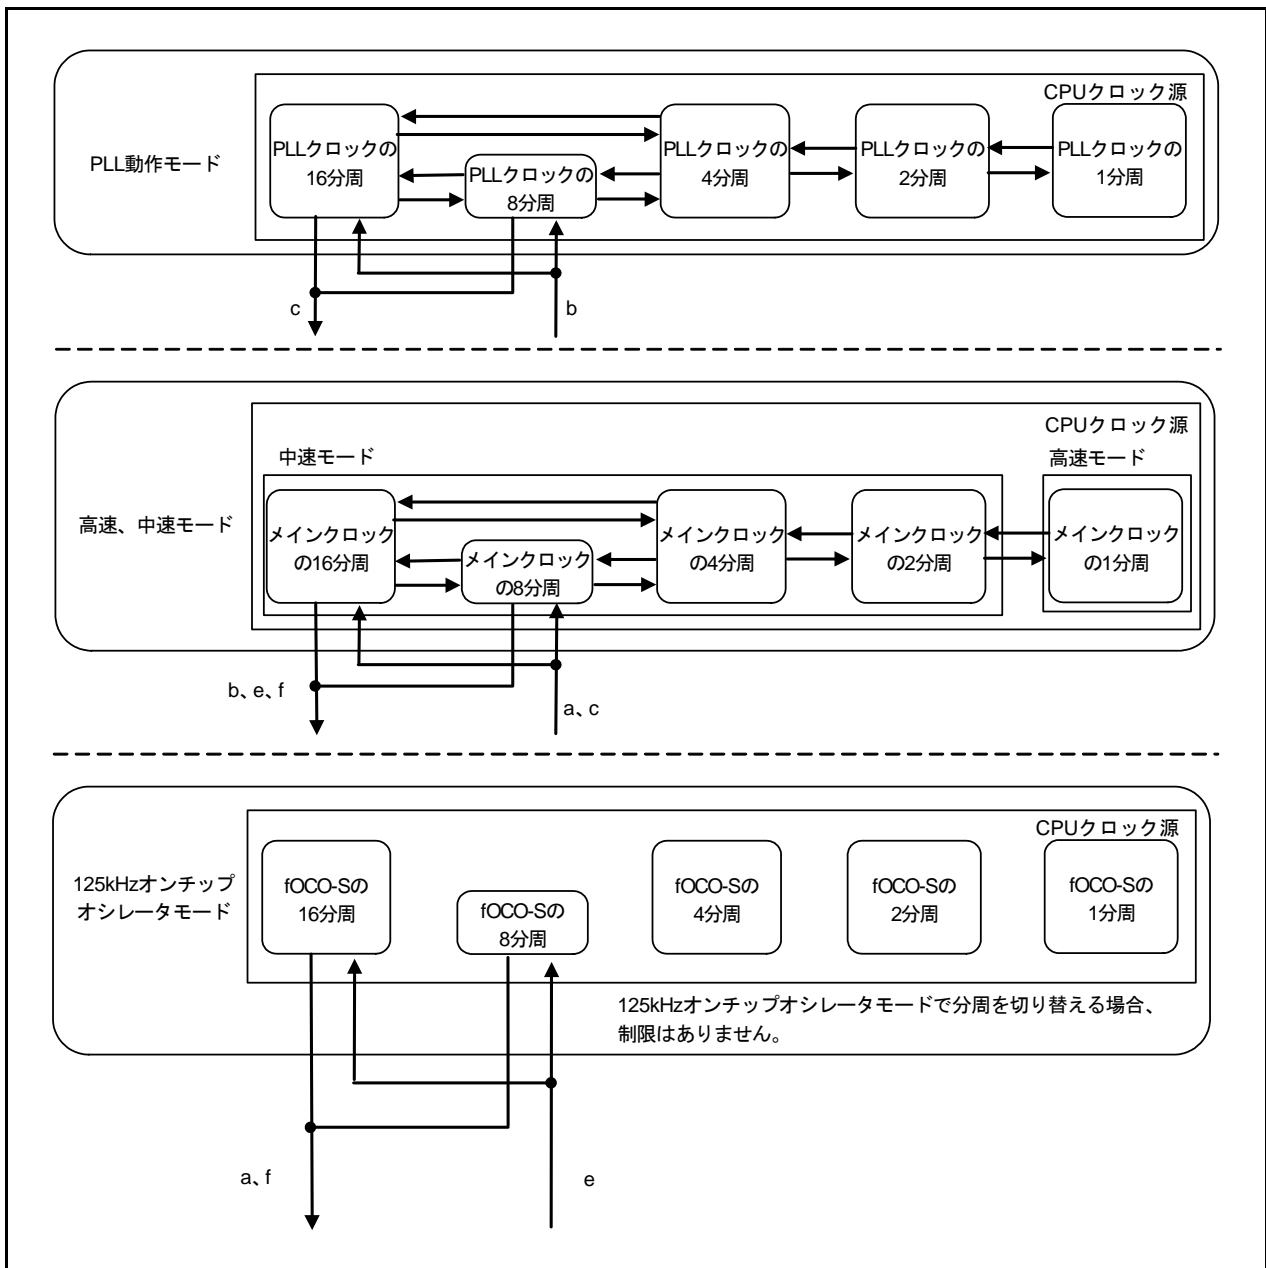 CPUクロック源
PLL動作モード
PLLクロックの
16分周
PLLクロックの
8分周
PLLクロックの
4分周
PLLクロックの
2分周
PLLクロックの
1分周
c
b
CPUクロック源
中速モード
高速モード
高速、中速モード
メインクロック
の16分周
メインクロック
の8分周
メインクロック
の4分周
メインクロック
の2分周
メインクロック
の1分周
b、e、f
a、c
CPUクロック源
125kHzオンチップ
オシレータモード
fOCO-Sの
16分周
fOCO-Sの
8分周
fOCO-Sの
4分周
fOCO-Sの
2分周
fOCO-Sの
1分周
125kHzオンチップオシレータモードで分周を切り替える場合、
制限はありません。
a、f
e